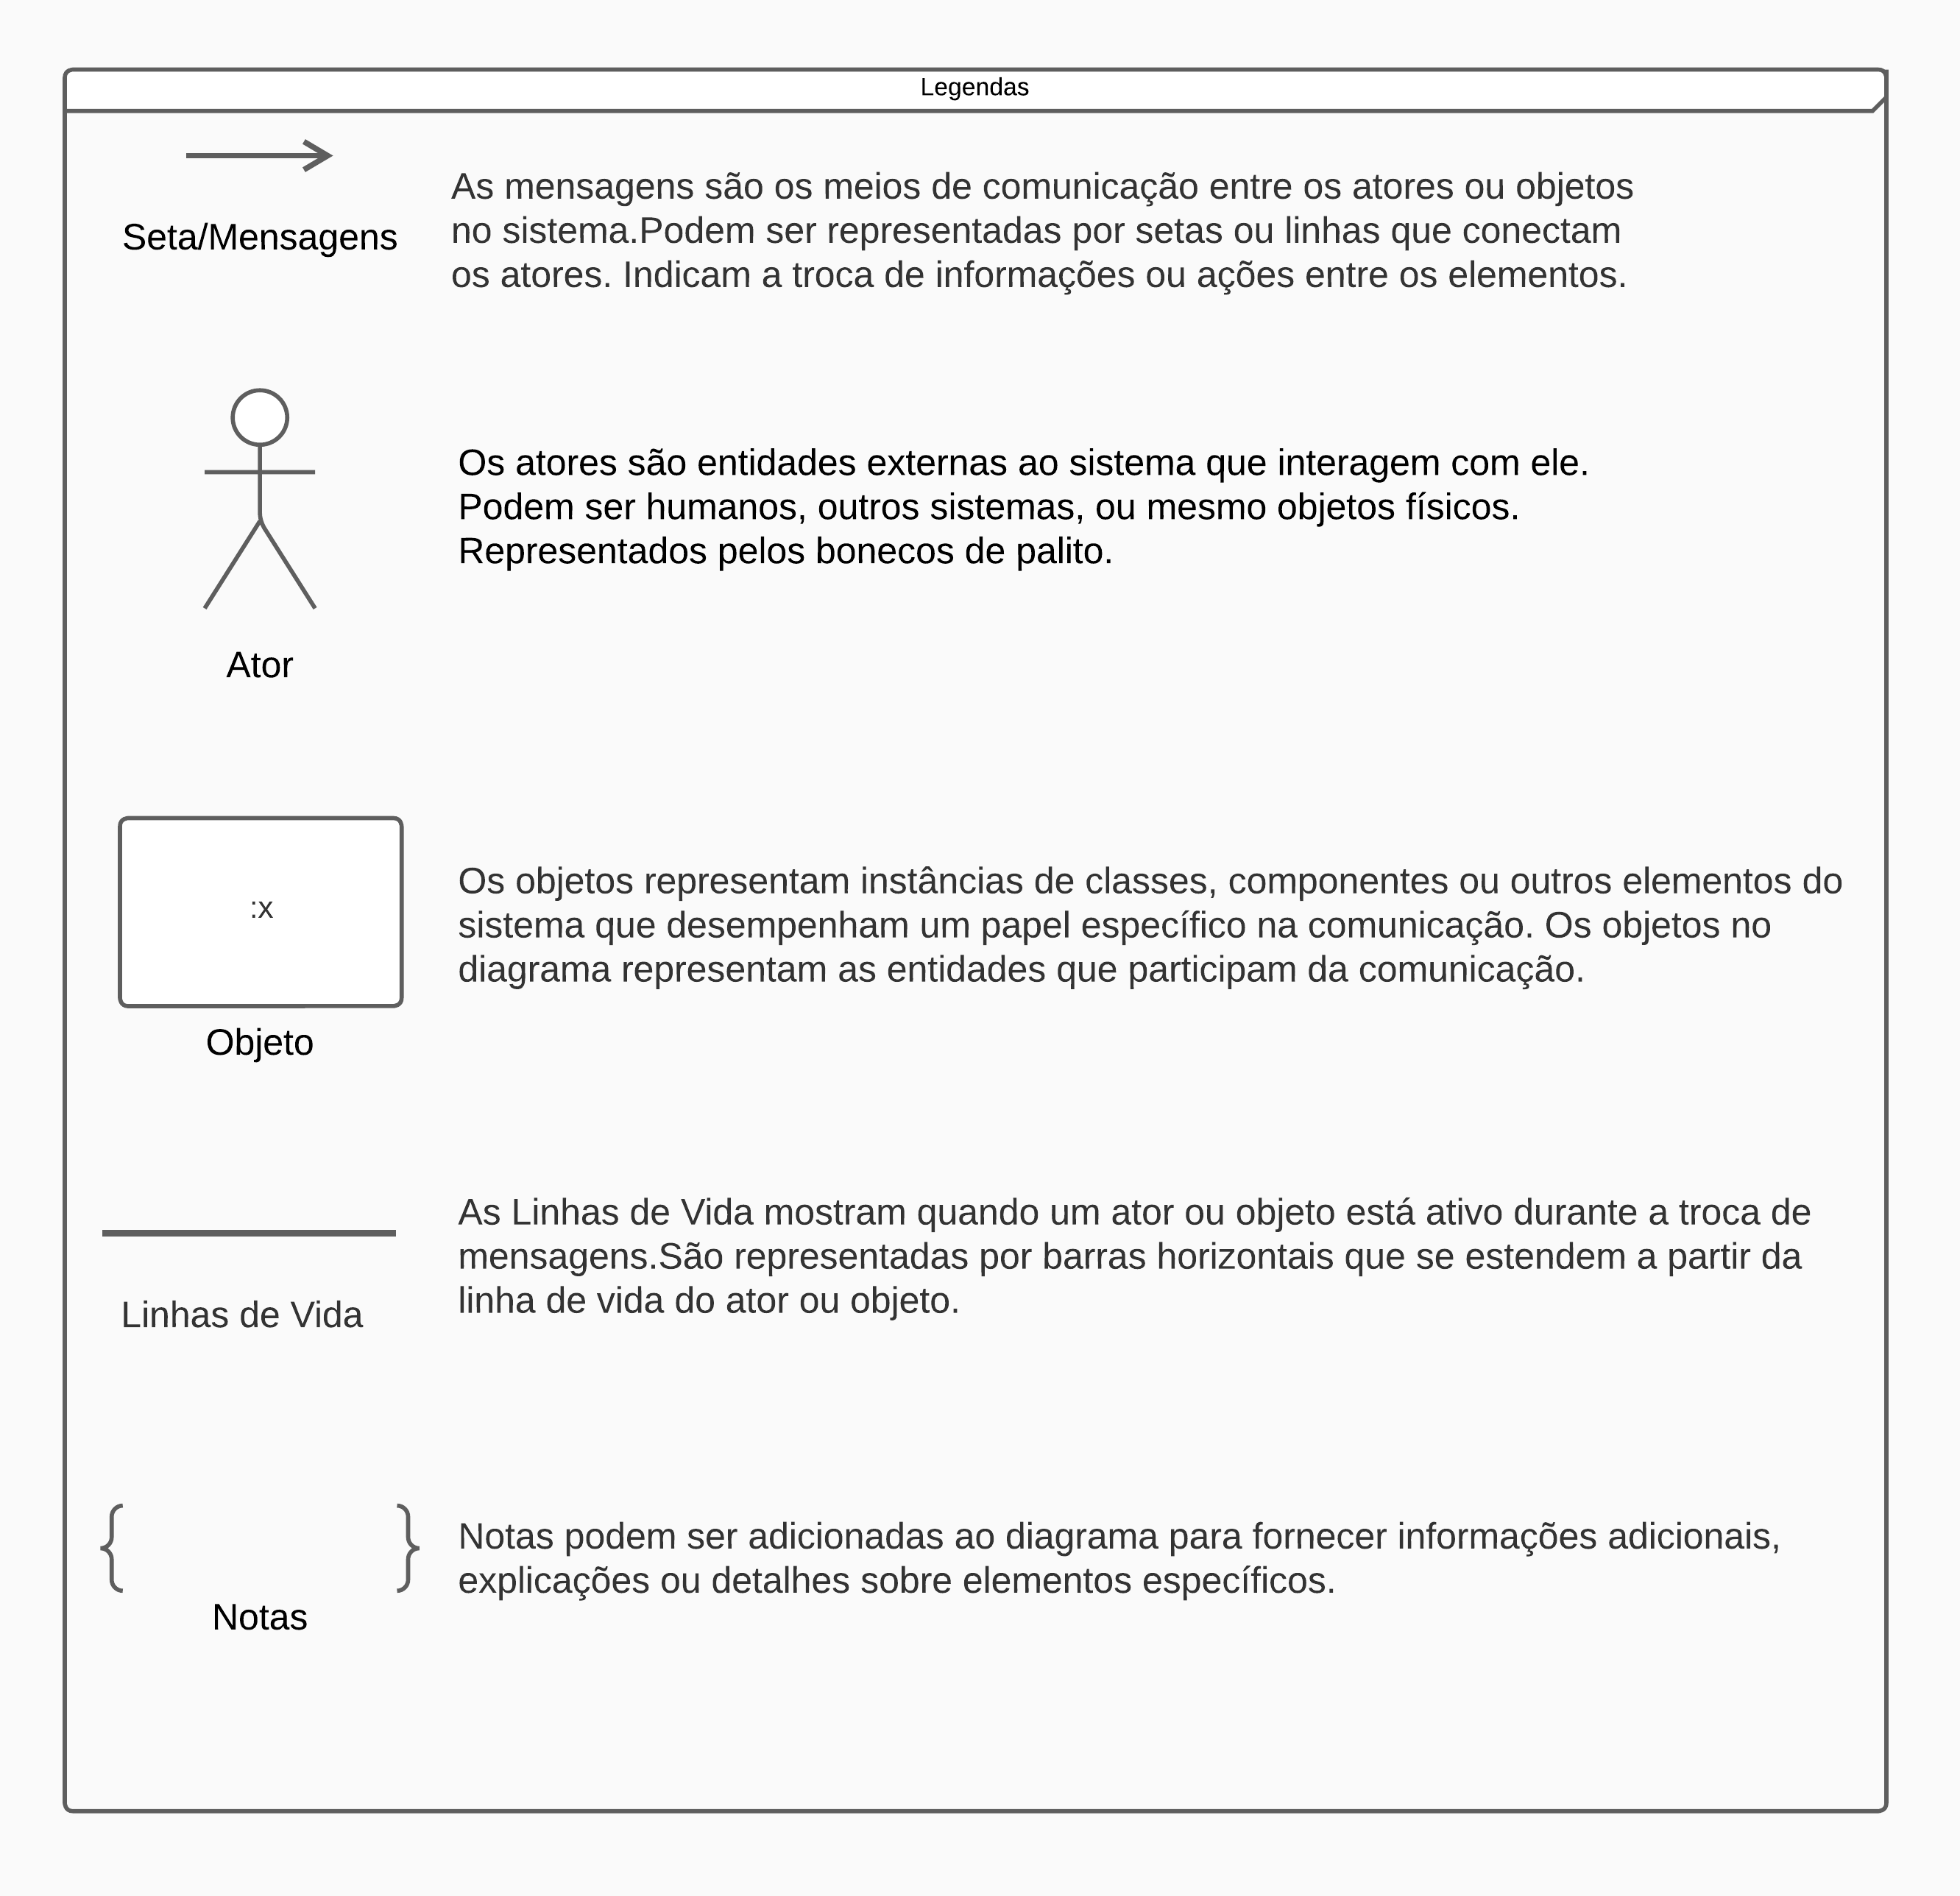 Legendas
Seta/Mensagens
As mensagens são os meios de comunicação entre os atores ou objetos
no sistema.Podem ser representadas por setas ou linhas que conectam
os atores. Indicam a troca de informações ou ações entre os elementos.
Os atores são entidades externas ao sistema que interagem com ele.
Podem ser humanos, outros sistemas, ou mesmo objetos físicos.
Representados pelos bonecos de palito.
Ator
:x
Os objetos representam instâncias de classes, componentes ou outros elementos do
sistema que desempenham um papel específico na comunicação. Os objetos no
diagrama representam as entidades que participam da comunicação.
Objeto
As Linhas de Vida mostram quando um ator ou objeto está ativo durante a troca de
mensagens.São representadas por barras horizontais que se estendem a partir da
linha de vida do ator ou objeto.
Linhas de Vida
{ }
Notas podem ser adicionadas ao diagrama para fornecer informações adicionais,
explicações ou detalhes sobre elementos específicos.
Notas